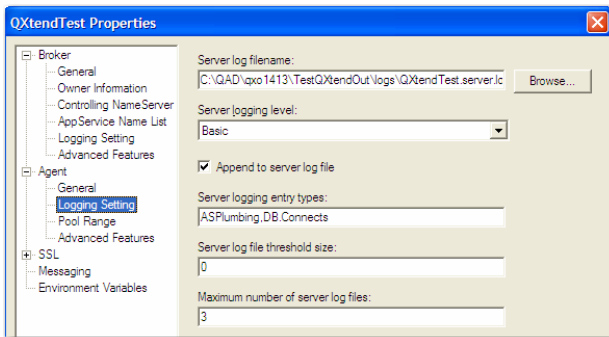 QXtendTest Properties
Broker
General
Owner Information
Controlling NameServer
AppService Name List
Logging Setting
Advanced Features
Agent
General
Logging Setting
Pool Range
Advanced Features
SSL
Messaging
Environment Variables
Server log filename:
C:\QAD\qxo1413\TestQXtendOut\logs\QXtendTest.server.lc
Browse...
Server logging level:
Basic
Append to server log file
Server logging entry types:
ASPlumbing,DB.Connects
Server log file threshold size:
0
Maximum number of server log files:
3